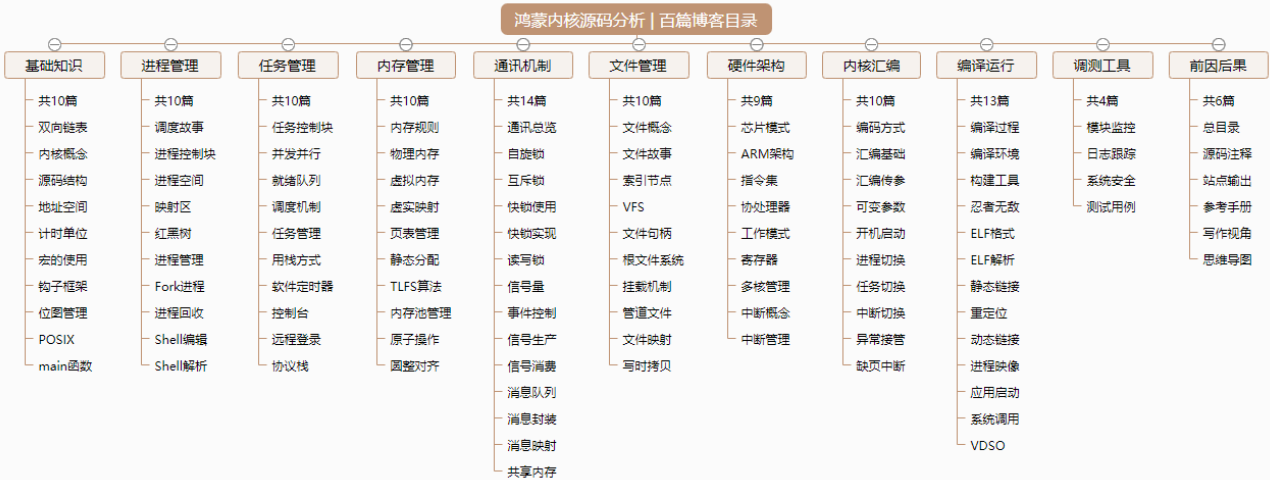 鸿蒙内核源码分析 | 百篇博客目录
基础知识
共10篇
双向链表
内核概念
源码结构
地址空间
计时单位
宏的使用
钩子框架
位图管理
POSIX
main函数
进程管理
共10篇
调度故事
进程控制块
进程空间
映射区
红黑树
进程管理
Fork进程
进程回收
Shell编辑
Shell解析
任务管理
共10篇
任务控制块
并发并行
就绪队列
调度机制
任务管理
用栈方式
软件定时器
控制台
远程登录
协议栈
内存管理
共10篇
内存规则
物理内存
虚拟内存
虚实映射
页表管理
静态分配
TLFS算法
内存池管理
原子操作
圆整对齐
通讯机制
共14篇
通讯总览
自旋锁
互斥锁
快锁使用
快锁实现
读写锁
信号量
事件控制
信号生产
信号消费
消息队列
消息封装
消息映射
共享内存
文件管理
共10篇
文件概念
文件故事
索引节点
VFS
文件句柄
根文件系统
挂载机制
管道文件
文件映射
写时拷贝
硬件架构
共9篇
芯片模式
ARM架构
指令集
协处理器
工作模式
寄存器
多核管理
中断概念
中断管理
内核汇编
共10篇
编码方式
汇编基础
汇编传参
可变参数
开机启动
进程切换
任务切换
中断切换
异常接管
缺页中断
编译运行
共13篇
编译过程
编译环境
构建工具
忍者无敌
ELF格式
ELF解析
静态链接
重定位
动态链接
进程映像
应用启动
系统调用
VDSO
调测工具
共4篇
模块监控
日志跟踪
系统安全
测试用例
前因后果
共6篇
总目录
源码注释
站点输出
参考手册
写作视角
思维导图